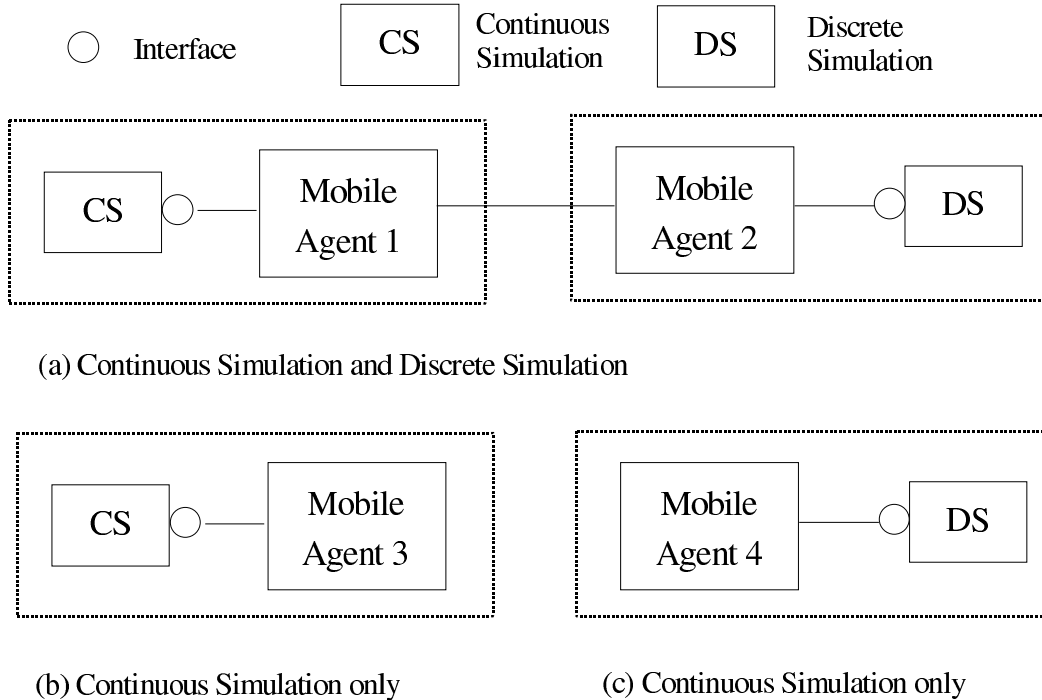 Interface
CS
Continuous
Simulation
DS
Discrete
Simulation
CS
Mobile
Agent 1
Mobile
Agent 2
DS
(a) Continuous Simulation and Discrete Simulation
CS
Mobile
Agent 3
Mobile
Agent 4
DS
(b) Continuous Simulation only
(c) Continuous Simulation only